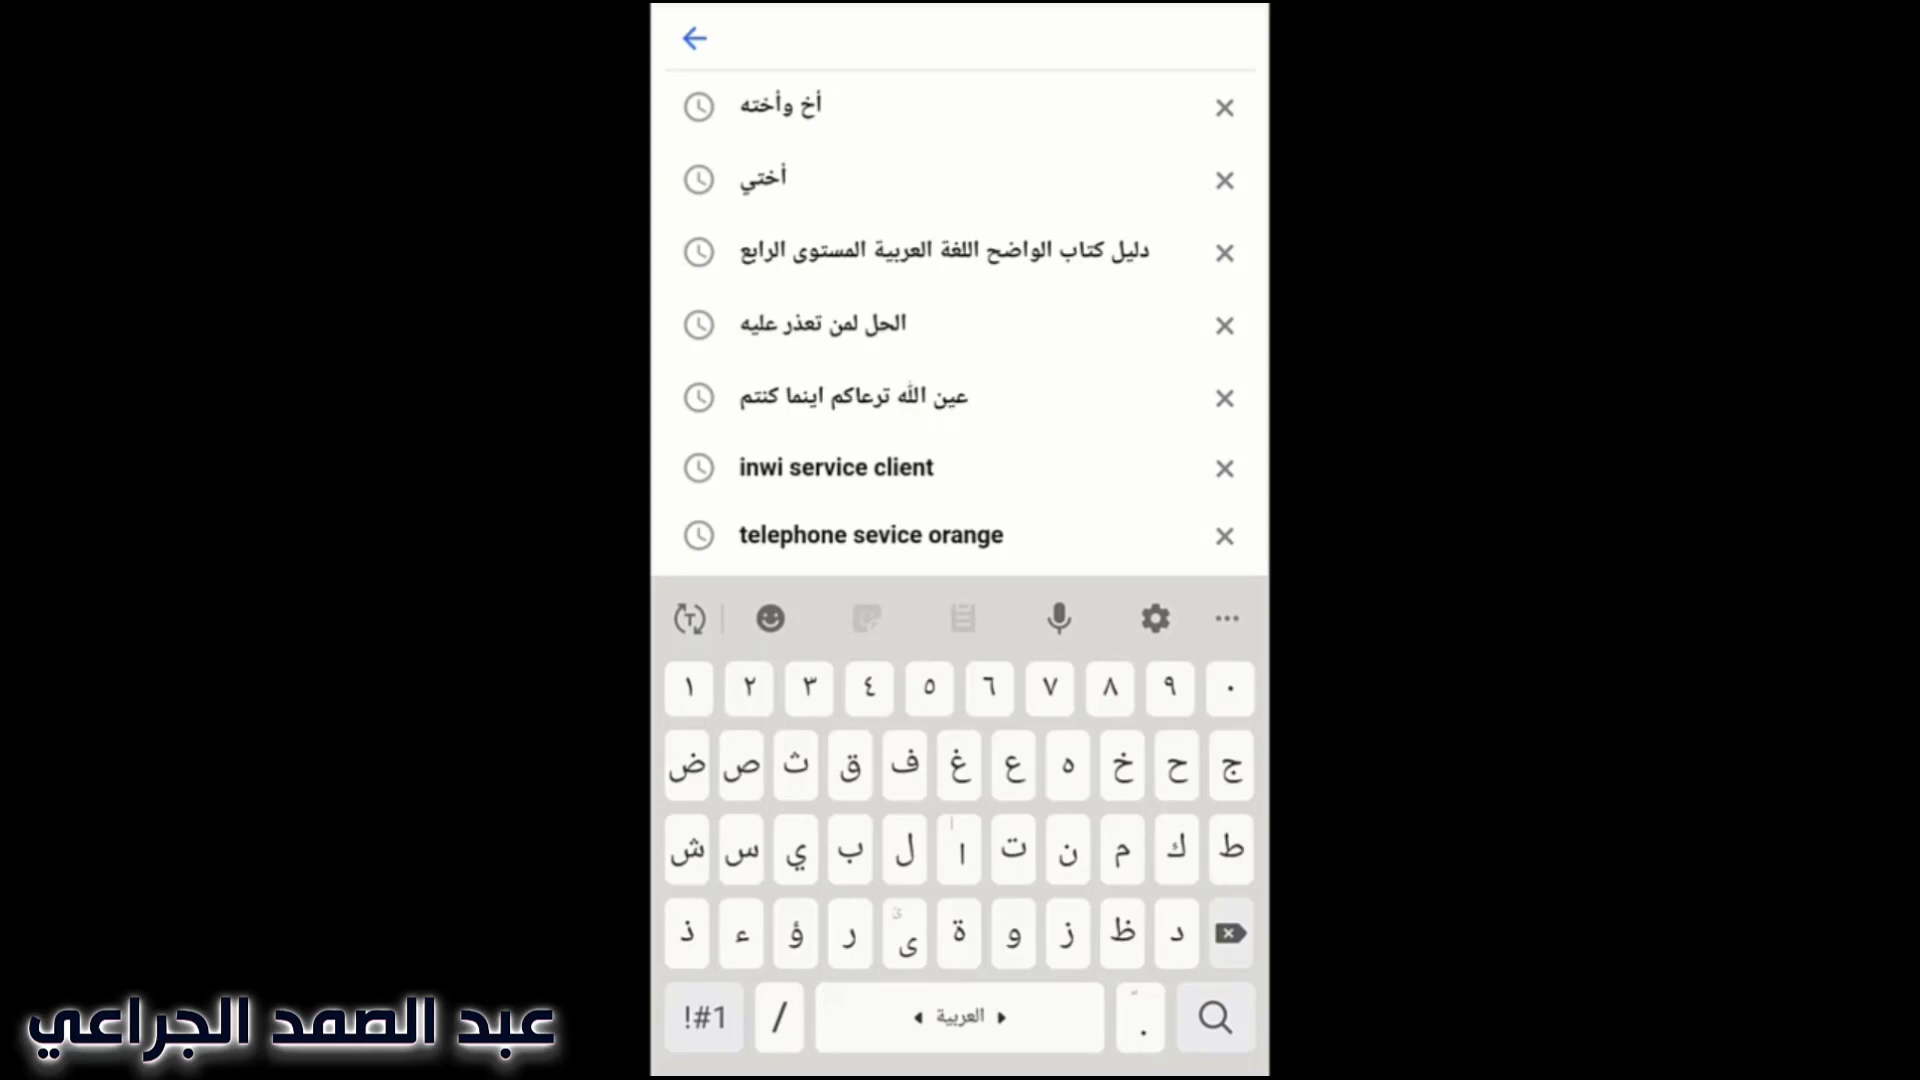 أخ وأخته
أختي
دليل كتاب الواضح اللغة العربية المستوى الرابع
الحل لمن تعذر عليه
عين الله ترعاكم اينما كنتم
inwi service client
telephone sevice orange
١ ٢ ٣ ٤ ٥ ٦ ٧ ٨ ٩ ٠
ض ص ث ق ف غ ع ه خ ح ج
ش س ي ب ل ا ت ن م ك ط
ذ ء ؤ ر ى ة و ز ظ د
!#1 / العربية .
عبد الصمد الجراعي